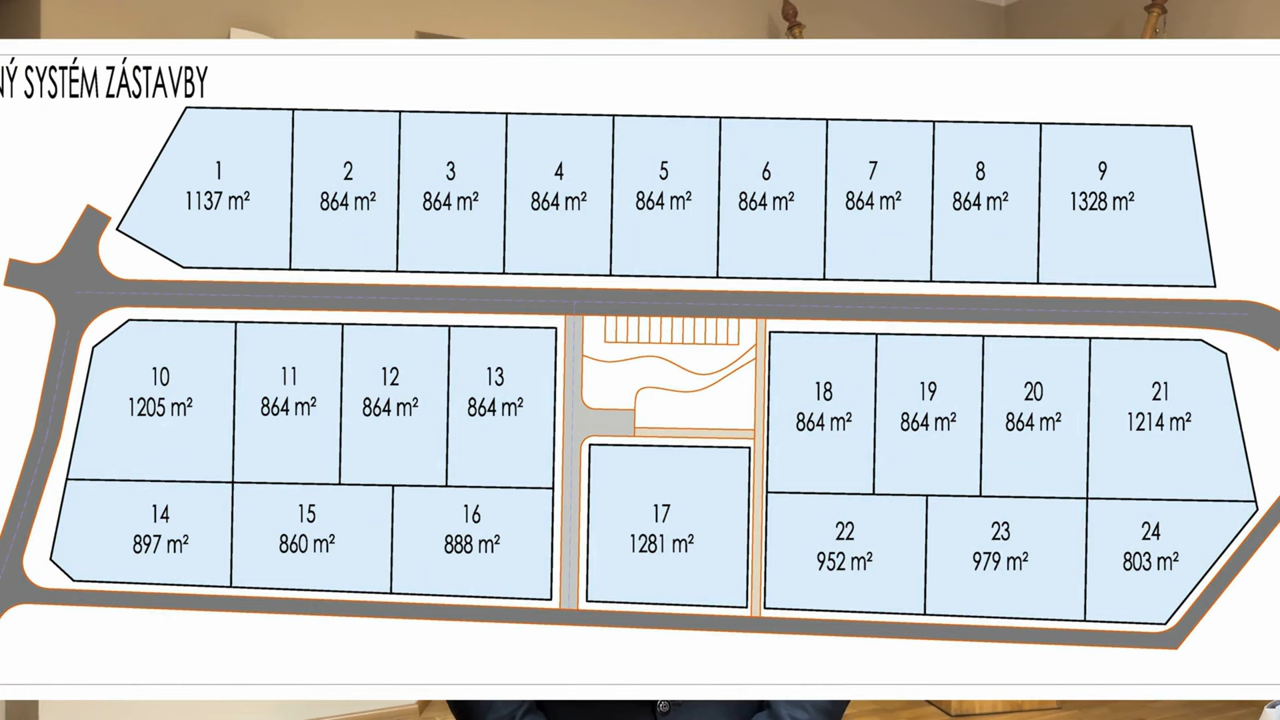 SYSTÉM ZÁSTAVBY
1
1137 m²
2
864 m²
3
864 m²
4
864 m²
5
864 m²
6
864 m²
7
864 m²
8
864 m²
9
1328 m²
10
1205 m²
11
864 m²
12
864 m²
13
864 m²
14
897 m²
15
860 m²
16
888 m²
17
1281 m²
18
864 m²
19
864 m²
20
864 m²
21
1214 m²
22
952 m²
23
979 m²
24
803 m²